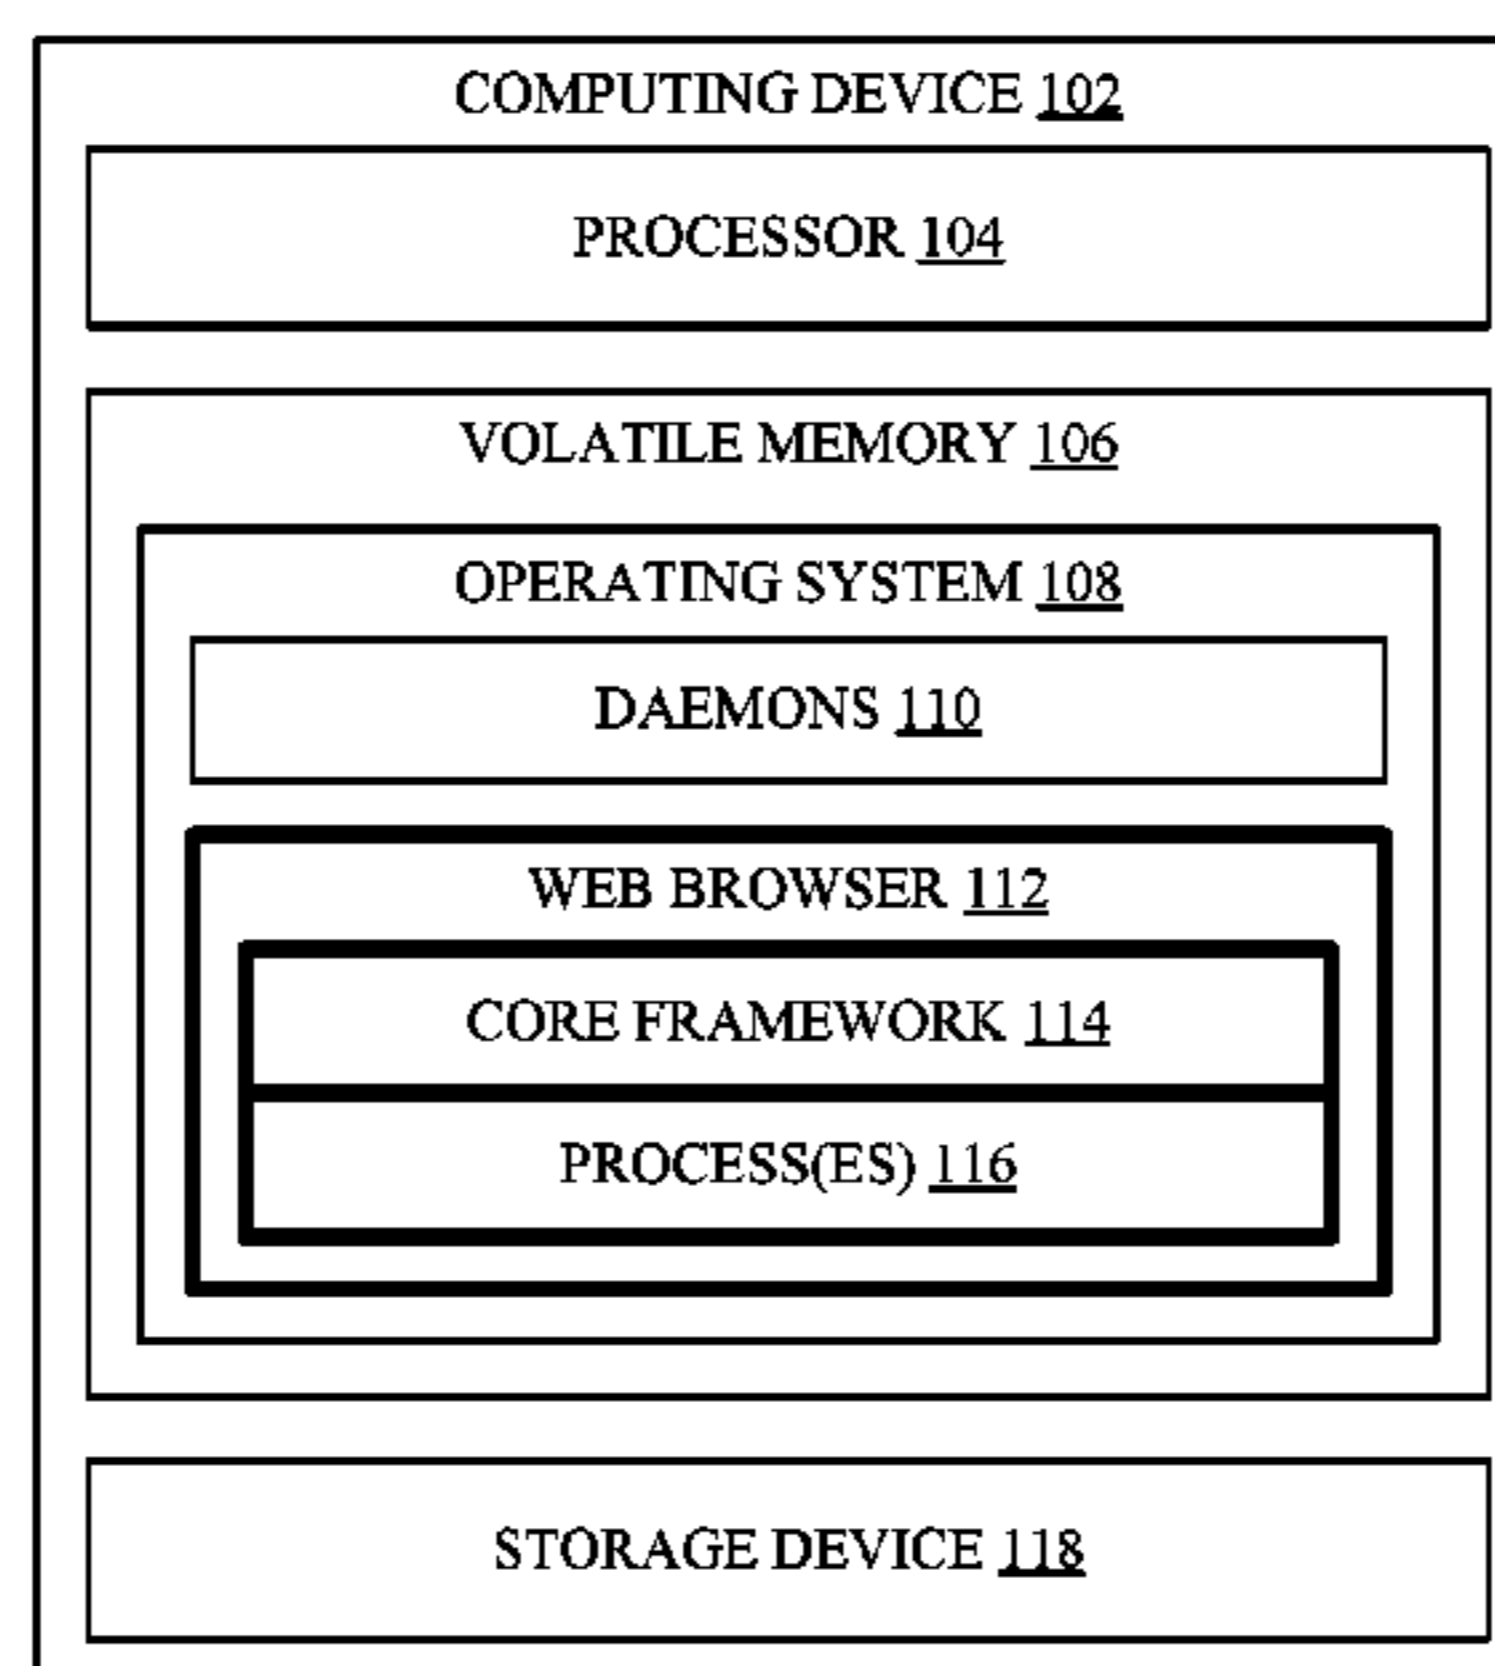 COMPUTING DEVICE 102
PROCESSOR 104
VOLATILE MEMORY 106
OPERATING SYSTEM 108
DAEMONS 110
WEB BROWSER 112
CORE FRAMEWORK 114
PROCESS(ES) 116
STORAGE DEVICE 118